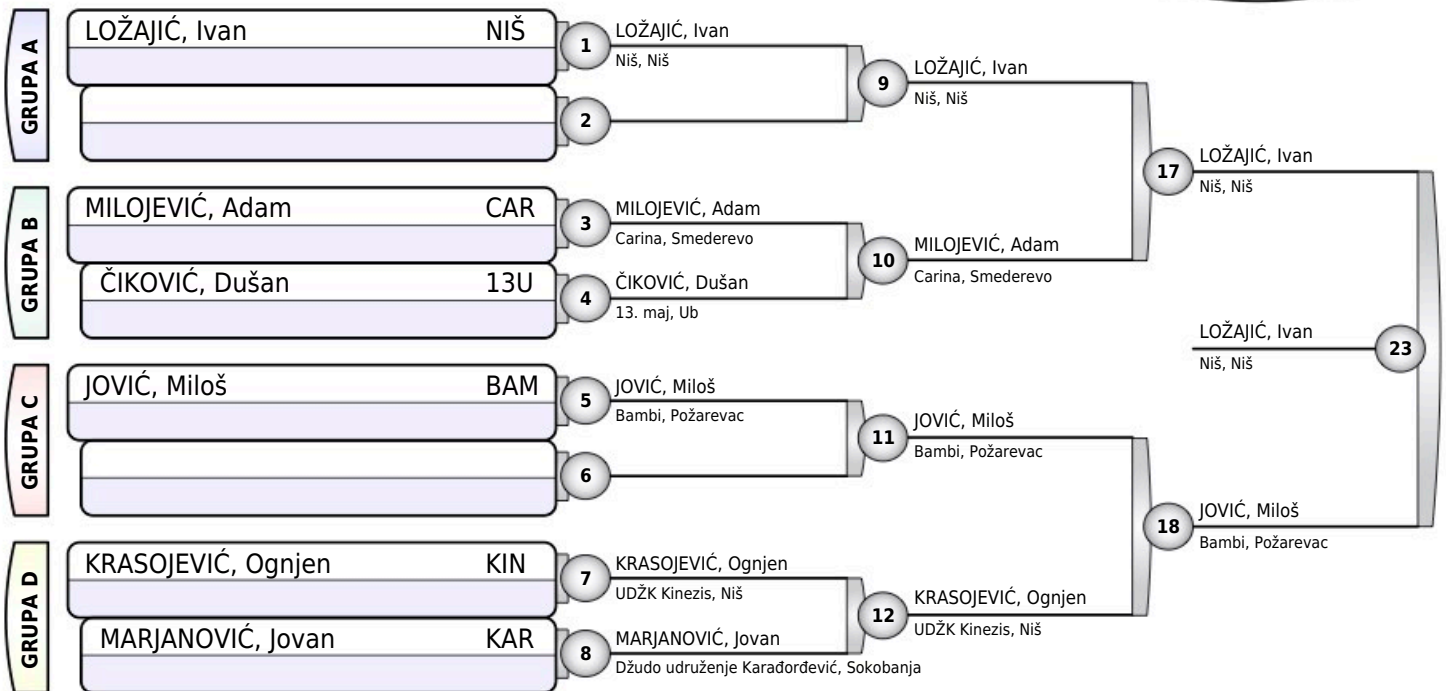 GRUPA A
LOŽAJIĆ, Ivan NIŠ
1
2
GRUPA B
MILOJEVIĆ, Adam CAR
3
ČIKOVIĆ, Dušan 13U
4
GRUPA C
JOVIĆ, Miloš BAM
5
6
GRUPA D
KRASOJEVIĆ, Ognjen KIN
7
MARJANOVIĆ, Jovan KAR
8
LOŽAJIĆ, Ivan
Niš, Niš
9
MILOJEVIĆ, Adam
Carina, Smederevo
ČIKOVIĆ, Dušan
13. maj, Ub
10
JOVIĆ, Miloš
Bambi, Požarevac
11
KRASOJEVIĆ, Ognjen
UDŽK Kinezis, Niš
MARJANOVIĆ, Jovan
Džudo udruženje Karađorđević, Sokobanja
12
LOŽAJIĆ, Ivan
Niš, Niš
MILOJEVIĆ, Adam
Carina, Smederevo
17
JOVIĆ, Miloš
Bambi, Požarevac
KRASOJEVIĆ, Ognjen
UDŽK Kinezis, Niš
18
LOŽAJIĆ, Ivan
Niš, Niš
JOVIĆ, Miloš
Bambi, Požarevac
LOŽAJIĆ, Ivan
Niš, Niš
23